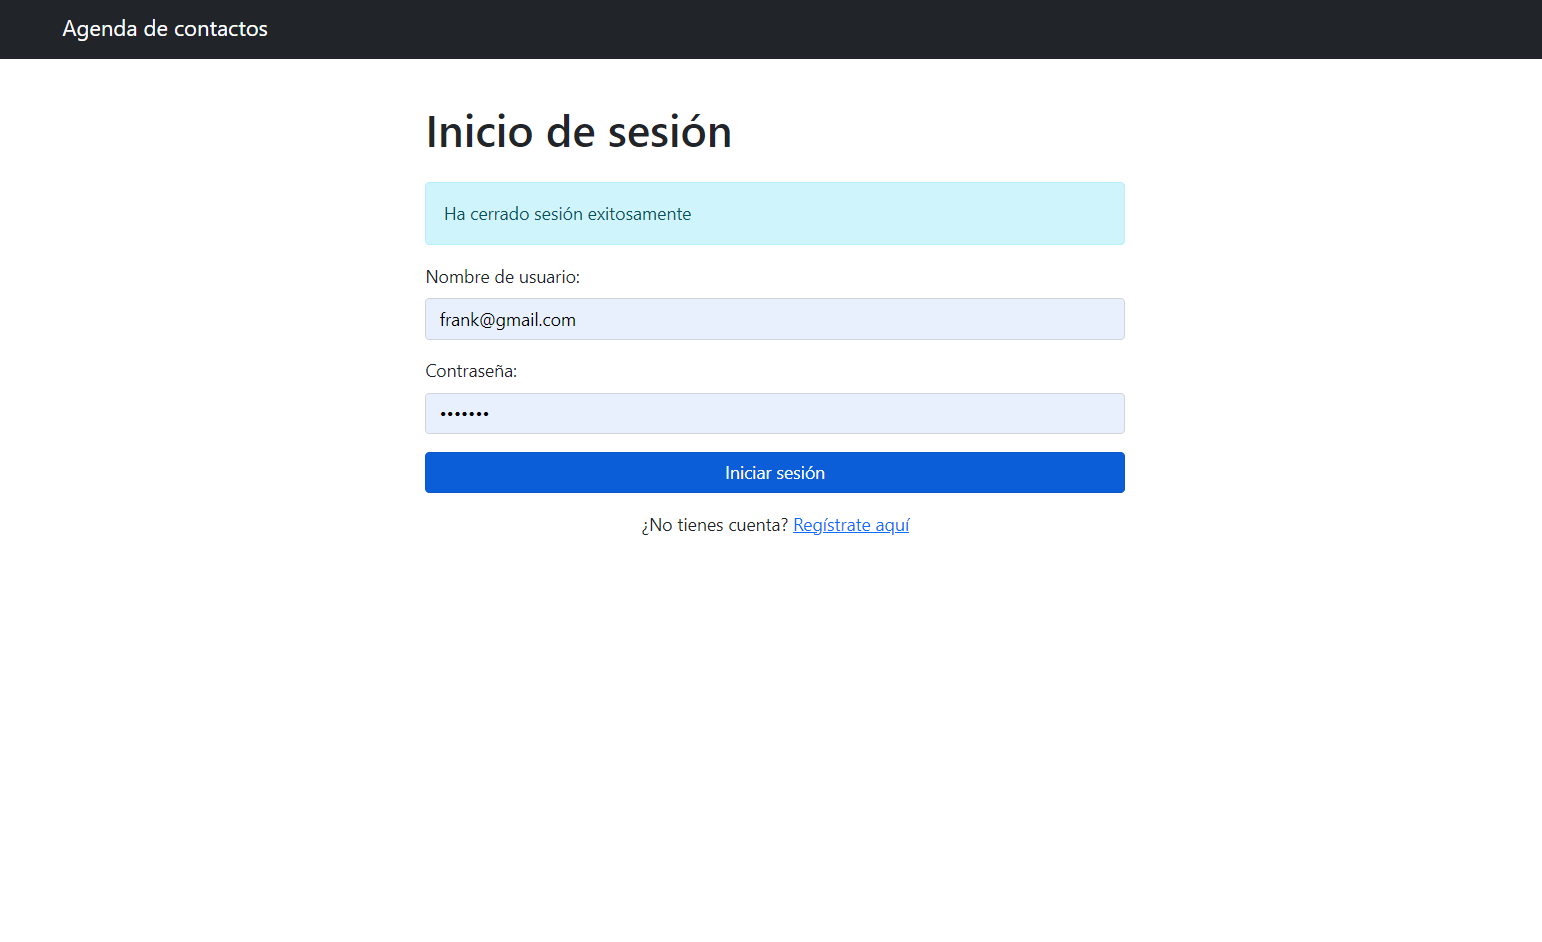 Agenda de contactos
Inicio de sesión
Ha cerrado sesión exitosamente
Nombre de usuario:
frank@gmail.com
Contraseña:
•••••••
Iniciar sesión
¿No tienes cuenta? Regístrate aquí